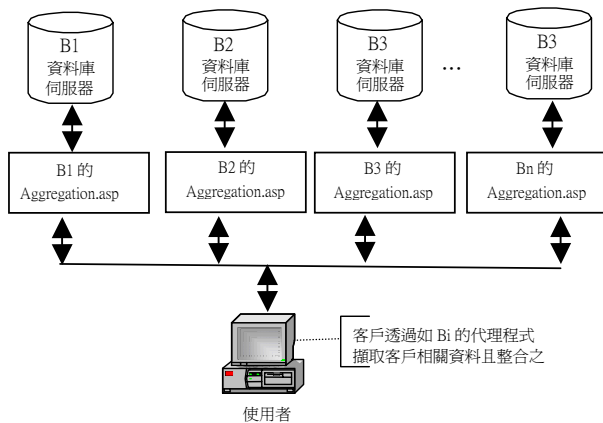 B1
資料庫
伺服器
B2
資料庫
伺服器
B3
資料庫
伺服器
…
B3
資料庫
伺服器
B1 的
Aggregation.asp
B2 的
Aggregation.asp
B3 的
Aggregation.asp
Bn 的
Aggregation.asp
客戶透過如 Bi 的代理程式
擷取客戶相關資料且整合之
使用者